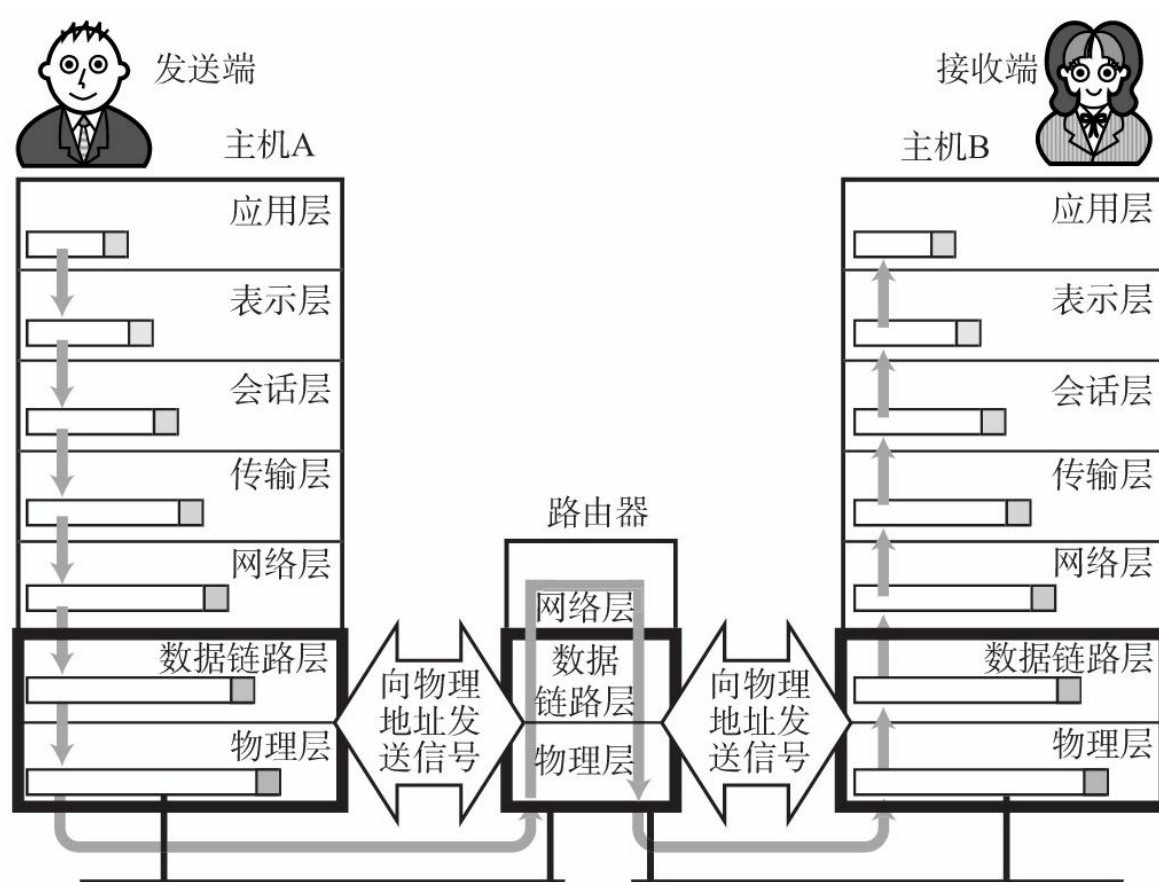 发送端
接收端
主机A
主机B
应用层
表示层
会话层
传输层
网络层
数据链路层
物理层
向物理
地址发
送信号
路由器
网络层
数据
链路层
物理层
向物理
地址发
送信号
应用层
表示层
会话层
传输层
网络层
数据链路层
物理层